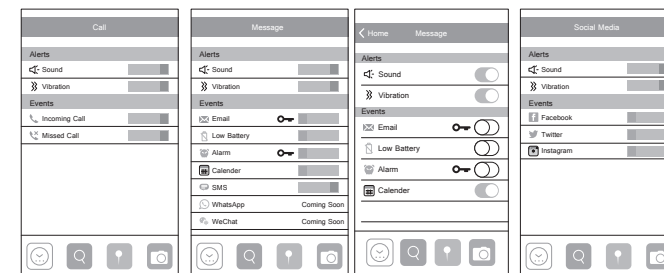 Call
Alerts
Sound
Vibration
Events
Incoming Call
Missed Call
Message
Alerts
Sound
Vibration
Events
Email
Low Battery
Alarm
Calender
SMS
WhatsApp Coming Soon
WeChat Coming Soon
Home Message
Alerts
Sound
Vibration
Events
Email
Low Battery
Alarm
Calender
Social Media
Alerts
Sound
Vibration
Events
Facebook
Twitter
Instagram